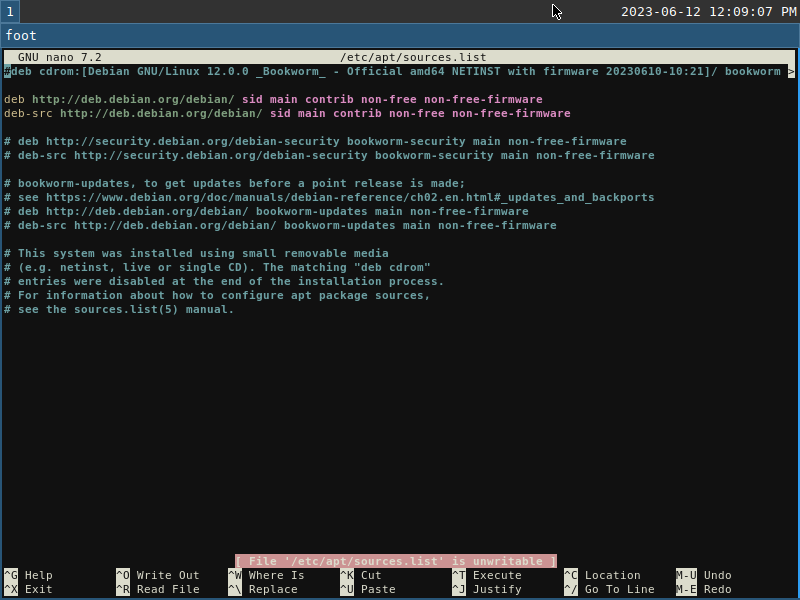 1 2023-06-12 12:09:07 PM
foot
GNU nano 7.2 /etc/apt/sources.list
#deb cdrom:[Debian GNU/Linux 12.0.0 _Bookworm_ - Official amd64 NETINST with firmware 20230610-10:21]/ bookworm >
deb http://deb.debian.org/debian/ sid main contrib non-free non-free-firmware
deb-src http://deb.debian.org/debian/ sid main contrib non-free non-free-firmware
# deb http://security.debian.org/debian-security bookworm-security main non-free-firmware
# deb-src http://security.debian.org/debian-security bookworm-security main non-free-firmware
# bookworm-updates, to get updates before a point release is made;
# see https://www.debian.org/doc/manuals/debian-reference/ch02.en.html#_updates_and_backports
# deb http://deb.debian.org/debian/ bookworm-updates main non-free-firmware
# deb-src http://deb.debian.org/debian/ bookworm-updates main non-free-firmware
# This system was installed using small removable media
# (e.g. netinst, live or single CD). The matching "deb cdrom"
# entries were disabled at the end of the installation process.
# For information about how to configure apt package sources,
# see the sources.list(5) manual.
[ File '/etc/apt/sources.list' is unwritable ]
^G Help ^O Write Out ^W Where Is ^K Cut ^T Execute ^C Location M-U Undo
^X Exit ^R Read File ^\ Replace ^U Paste ^J Justify ^/ Go To Line M-E Redo